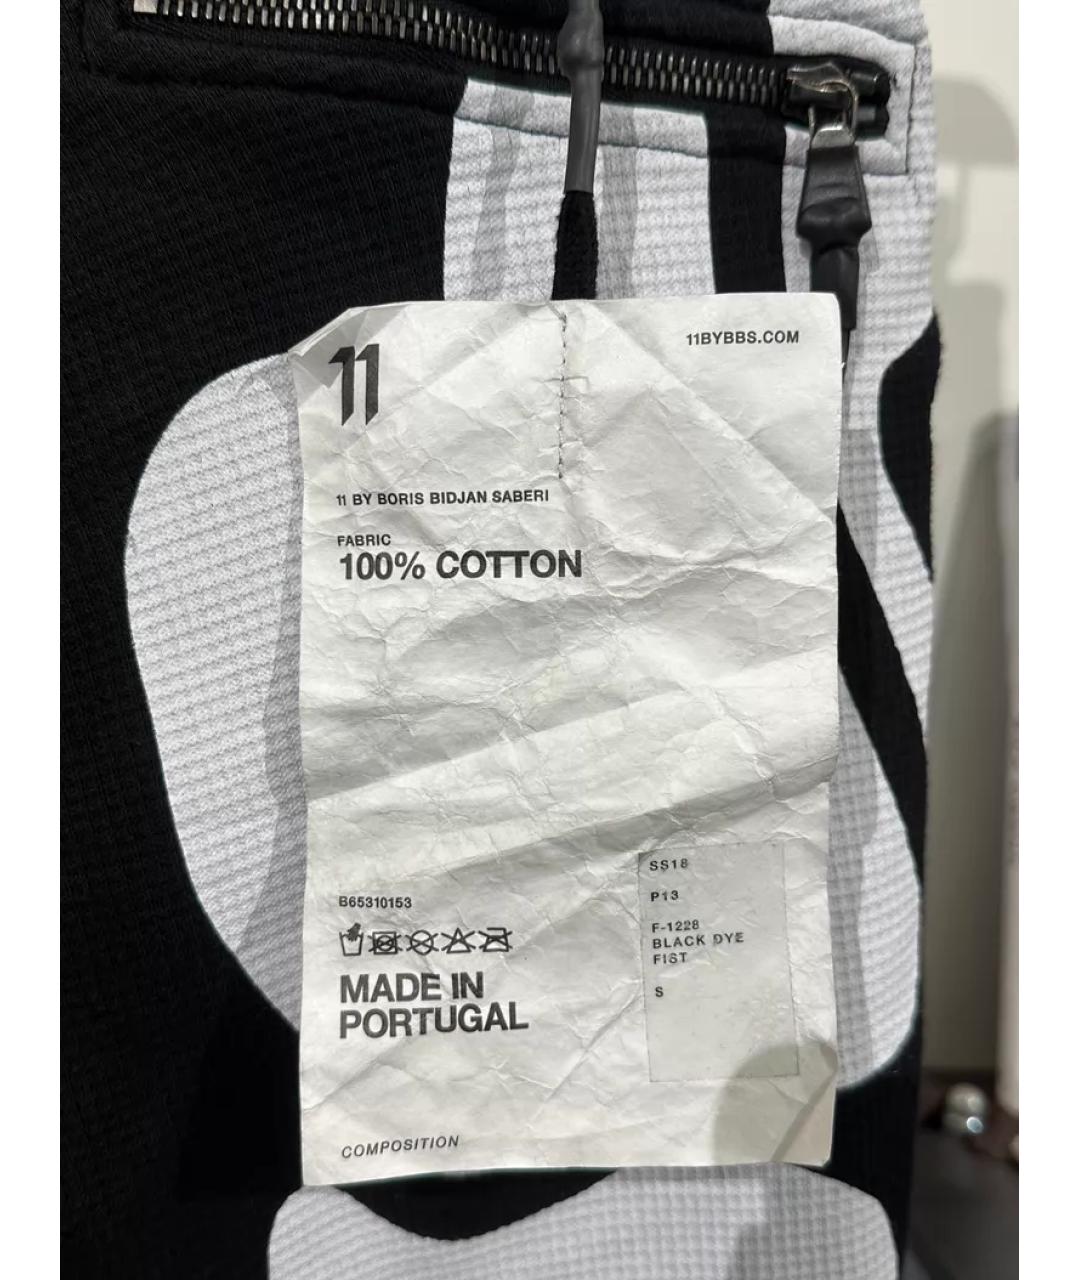 11
11BYBBS.COM
11 BY BORIS BIDJAN SABERI
FABRIC
100% COTTON
B65310153
MADE IN
PORTUGAL
COMPOSITION
SS18
P13
F-1228
BLACK DYE
FIST
S